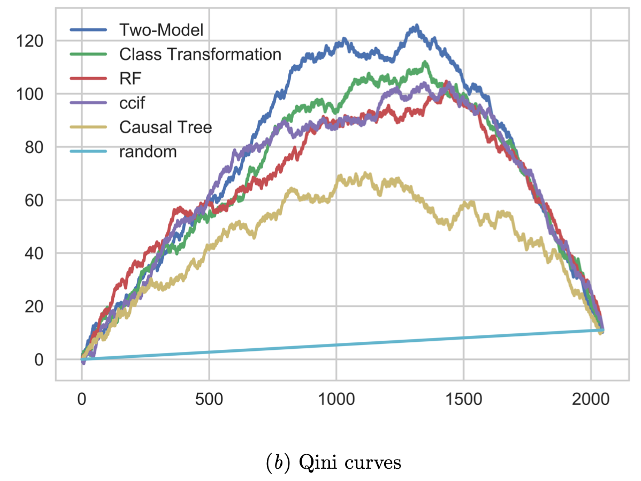 120
100
80
60
40
20
0
Two-Model
Class Transformation
RF
ccif
Causal Tree
random
0 500 1000 1500 2000
(b) Qini curves